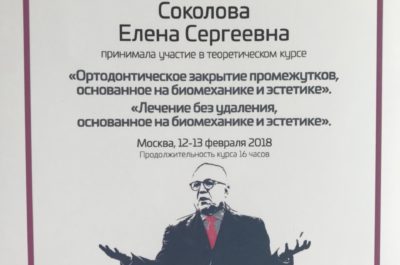 Соколова
Елена Сергеевна
принимала участие в теоретическом курсе
«Ортодонтическое закрытие промежутков,
основанное на биомеханике и эстетике».
«Лечение без удаления,
основанное на биомеханике и эстетике».
Москва, 12-13 февраля 2018
Продолжительность курса 16 часов